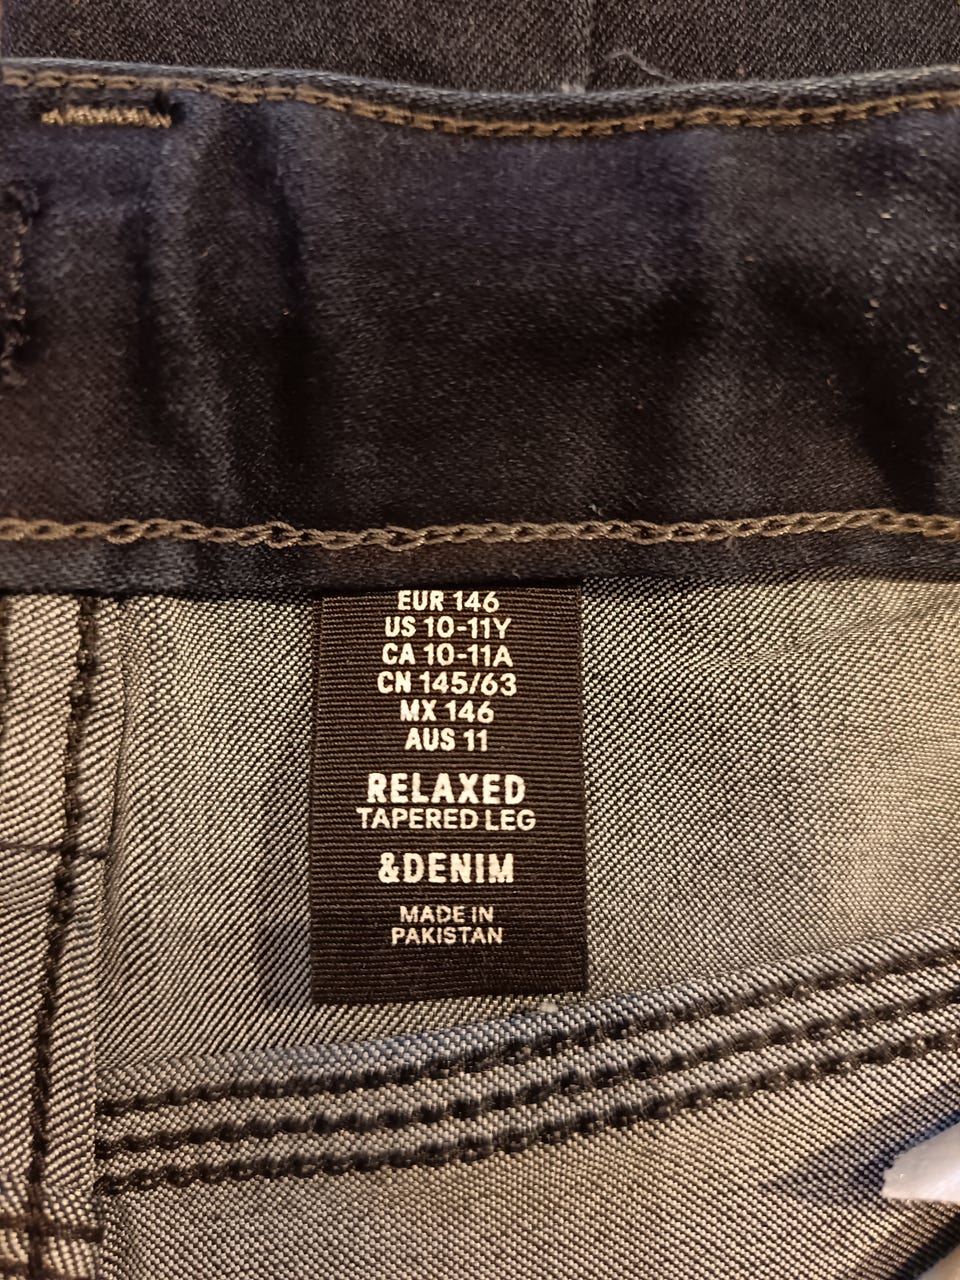 EUR 146
US 10-11Y
CA 10-11A
CN 145/63
MX 146
AUS 11
RELAXED
TAPERED LEG
&DENIM
MADE IN
PAKISTAN